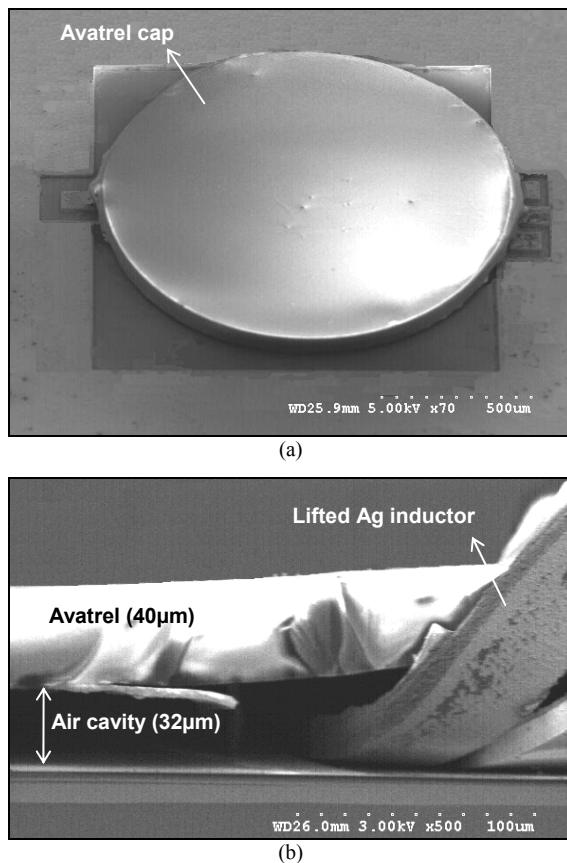 Avatrel cap
WD25.9mm 5.00kV x70 500um
(a)
Lifted Ag inductor
Avatrel (40µm)
Air cavity (32µm)
WD26.0mm 3.00kV x500 100um
(b)